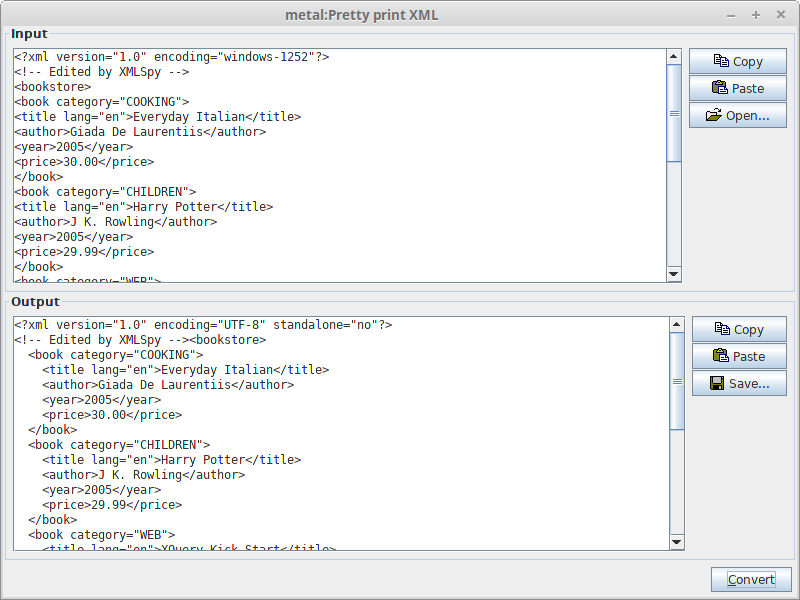 metal:Pretty print XML
Input
<?xml version="1.0" encoding="windows-1252"?>
<!-- Edited by XMLSpy -->
<bookstore>
<book category="COOKING">
<title lang="en">Everyday Italian</title>
<author>Giada De Laurentiis</author>
<year>2005</year>
<price>30.00</price>
</book>
<book category="CHILDREN">
<title lang="en">Harry Potter</title>
<author>J K. Rowling</author>
<year>2005</year>
<price>29.99</price>
</book>
<book category="WEB">
Copy
Paste
Open...
Output
<?xml version="1.0" encoding="UTF-8" standalone="no"?>
<!-- Edited by XMLSpy --><bookstore>
  <book category="COOKING">
    <title lang="en">Everyday Italian</title>
    <author>Giada De Laurentiis</author>
    <year>2005</year>
    <price>30.00</price>
  </book>
  <book category="CHILDREN">
    <title lang="en">Harry Potter</title>
    <author>J K. Rowling</author>
    <year>2005</year>
    <price>29.99</price>
  </book>
  <book category="WEB">
    <title lang="en">XQuery Kick Start</title>
Copy
Paste
Save...
Convert